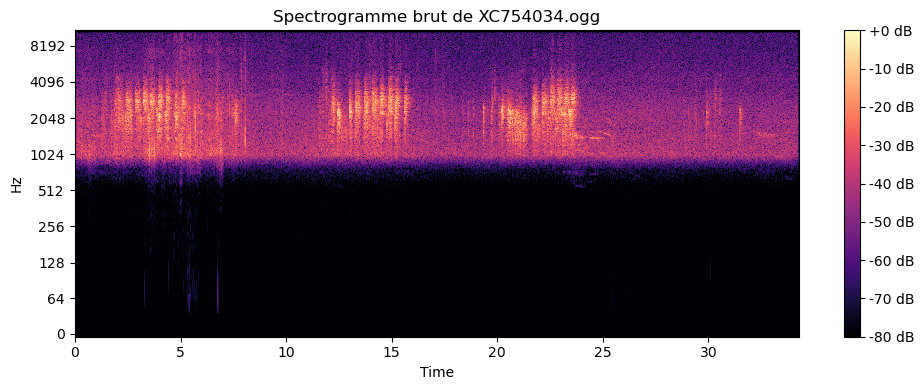 Spectrogramme brut de XC754034.ogg
8192
4096
2048
1024
512
256
128
64
0
Hz
0
5
10
15
20
25
30
Time
+0 dB
-10 dB
-20 dB
-30 dB
-40 dB
-50 dB
-60 dB
-70 dB
-80 dB